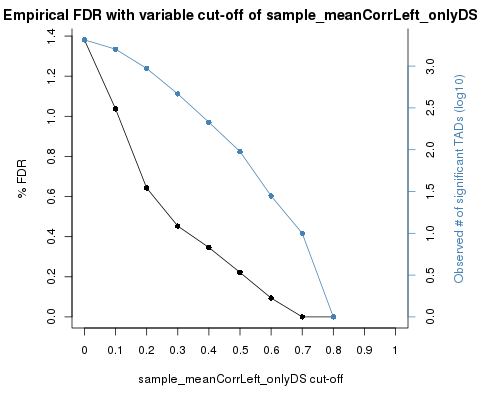 Empirical FDR with variable cut-off of sample_meanCorrLeft_onlyDS
% FDR
0.0 0.2 0.4 0.6 0.8 1.0 1.2 1.4
0 0.1 0.2 0.3 0.4 0.5 0.6 0.7 0.8 0.9 1
sample_meanCorrLeft_onlyDS cut-off
0.0 0.5 1.0 1.5 2.0 2.5 3.0
Observed # of significant TADs (log10)